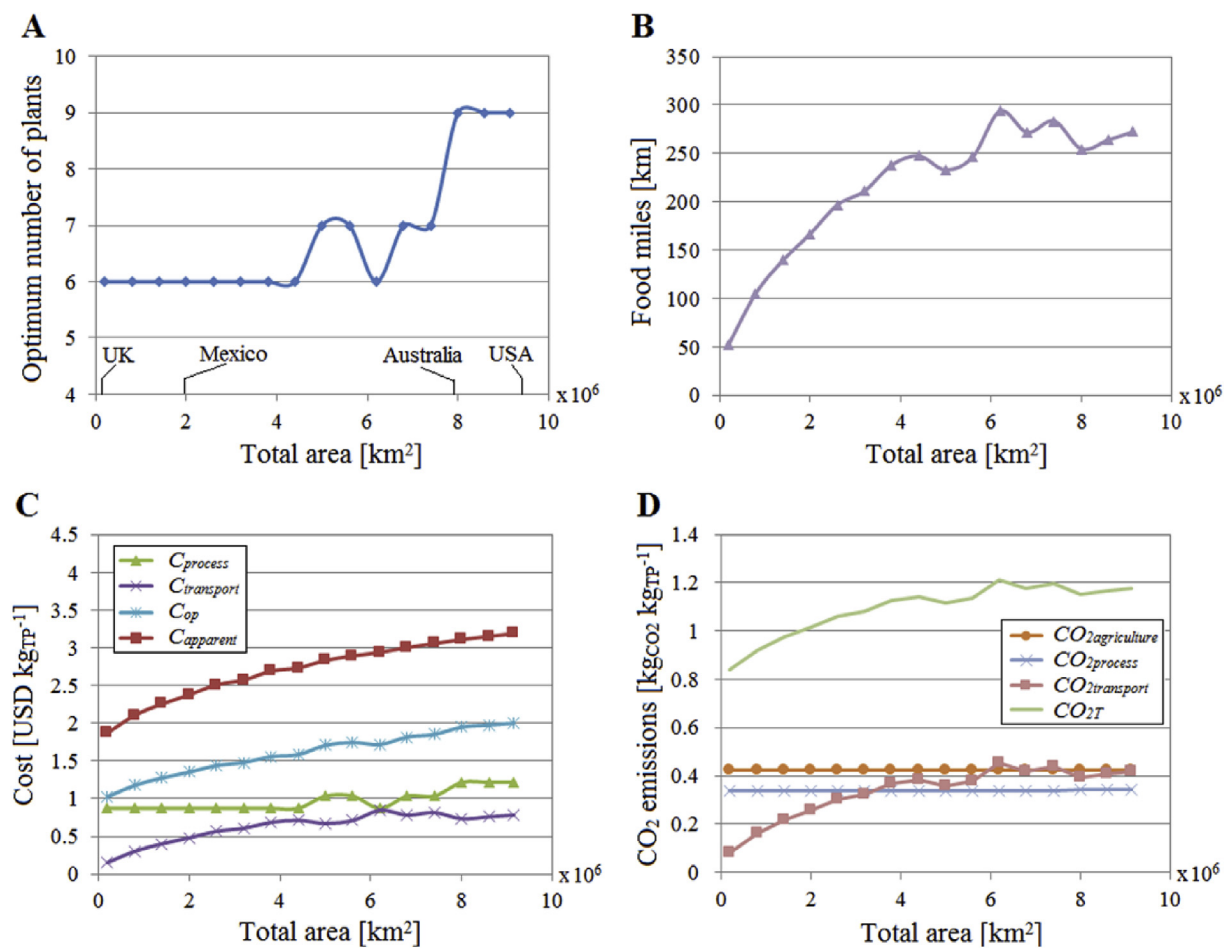 A
Optimum number of plants
10
9
8
7
6
5
4
UK
Mexico
Australia
USA
0 2 4 6 8 10
x10⁶
Total area [km²]
B
Food miles [km]
350
300
250
200
150
100
50
0
0 2 4 6 8 10
x10⁶
Total area [km²]
C
Cost [USD kgTP⁻¹]
4.5
4
3.5
3
2.5
2
1.5
1
0.5
0
Cprocess
Ctransport
Cop
Capparent
0 2 4 6 8 10
x10⁶
Total area [km²]
D
CO₂ emissions [kgCO2 kgTP⁻¹]
1.4
1.2
1
0.8
0.6
0.4
0.2
0
CO2agriculture
CO2process
CO2transport
CO2T
0 2 4 6 8 10
x10⁶
Total area [km²]